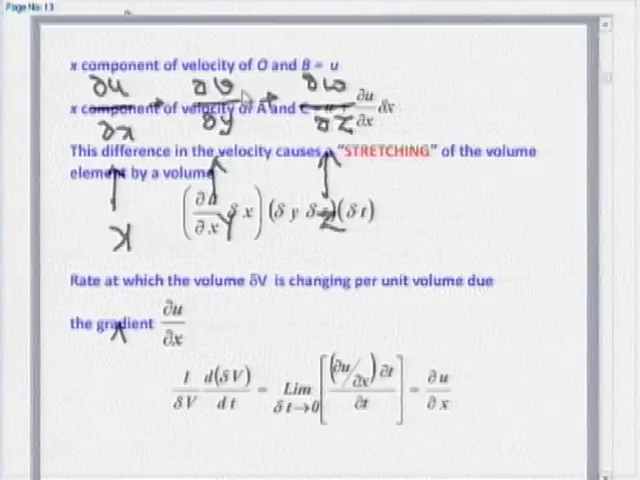 Page No: 13
x component of velocity of O and B = u
∂u/∂x → ∂v/∂y → ∂w/∂z
x component of velocity of A and C = u + ∂u/∂x δx
This difference in the velocity causes a "STRETCHING" of the volume
element by a volume
x y z
(∂u/∂x δx)(δy δz)(δt)
Rate at which the volume δV is changing per unit volume due
the gradient ∂u/∂x
1/δV d(δV)/dt = Lim δt→0 [(∂u/∂x)∂t/∂t] = ∂u/∂x